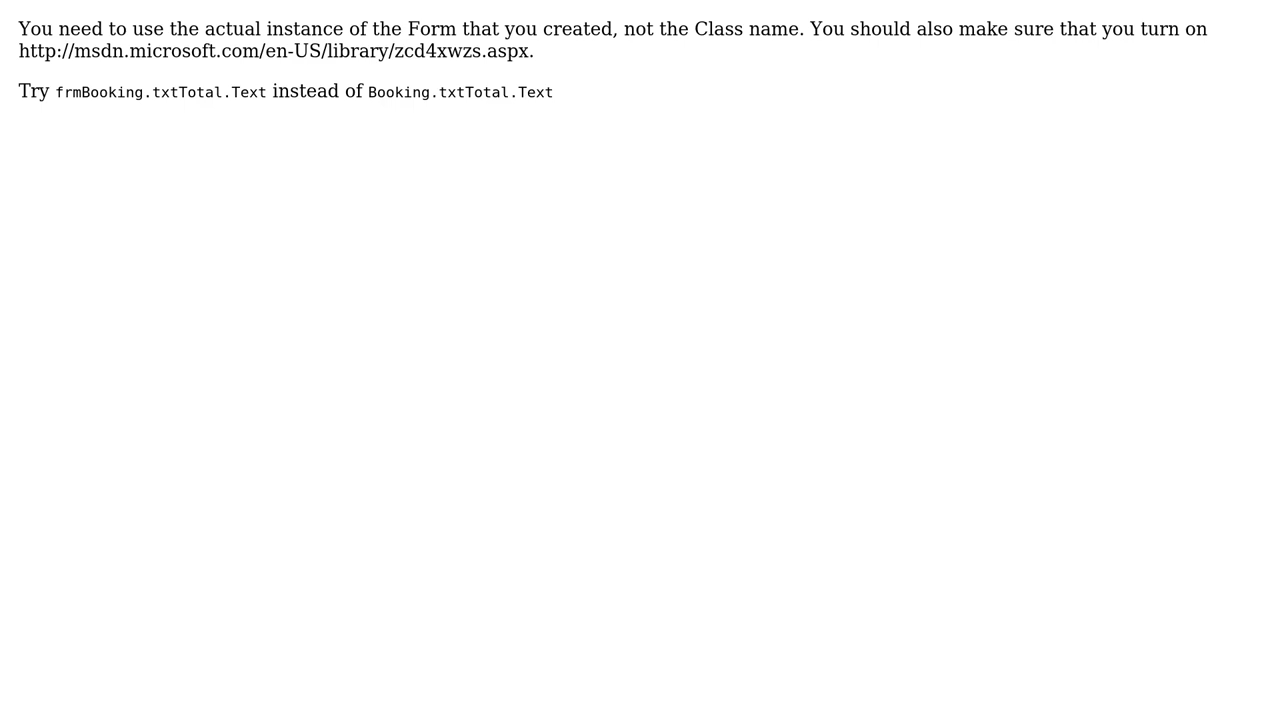 You need to use the actual instance of the Form that you created, not the Class name. You should also make sure that you turn on
http://msdn.microsoft.com/en-US/library/zcd4xwzs.aspx.
Try frmBooking.txtTotal.Text instead of Booking.txtTotal.Text